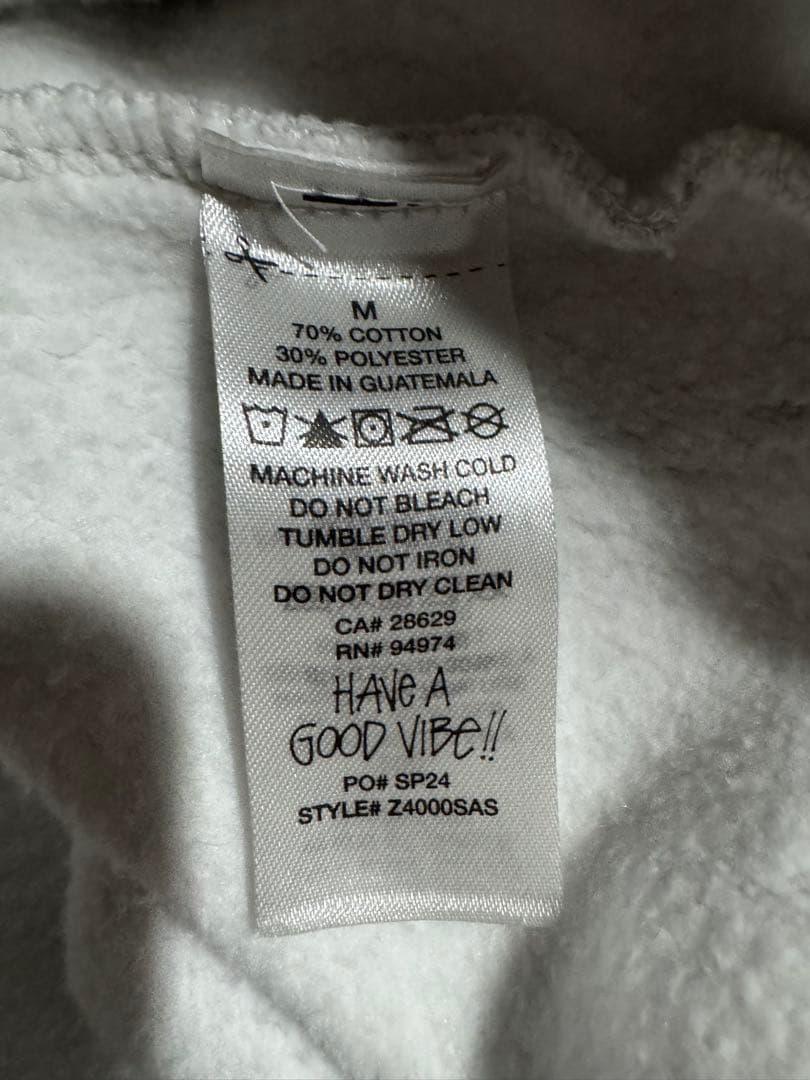 M
70% COTTON
30% POLYESTER
MADE IN GUATEMALA
MACHINE WASH COLD
DO NOT BLEACH
TUMBLE DRY LOW
DO NOT IRON
DO NOT DRY CLEAN
CA# 28629
RN# 94974
HAVE A
GOOD VIBE!!
PO# SP24
STYLE# Z4000SAS